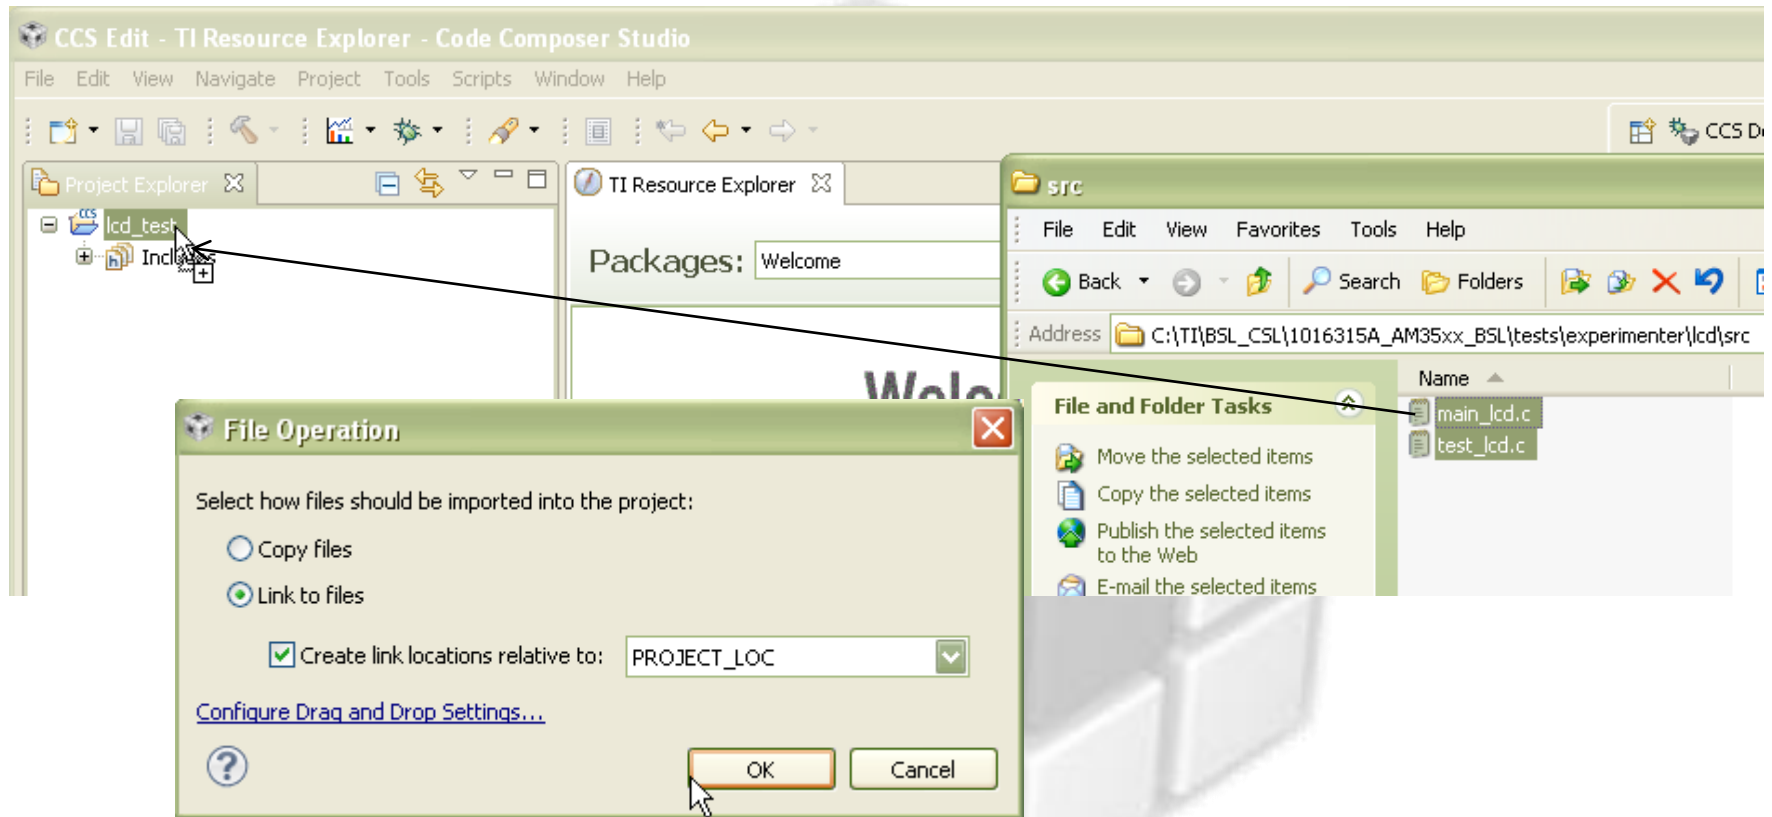 CCS Edit - TI Resource Explorer - Code Composer Studio
File Edit View Navigate Project Tools Scripts Window Help
CCS
Project Explorer
TI Resource Explorer
lcd_test
Packages: Welcome
src
File Edit View Favorites Tools Help
Back Search Folders
Address C:\TI\BSL_CSL\1016315A_AM35xx_BSL\tests\experimenter\lcd\src
Name
main_lcd.c
test_lcd.c
File and Folder Tasks
Move the selected items
Copy the selected items
Publish the selected items
to the Web
E-mail the selected items
File Operation
Select how files should be imported into the project:
Copy files
Link to files
Create link locations relative to: PROJECT_LOC
Configure Drag and Drop Settings...
OK Cancel